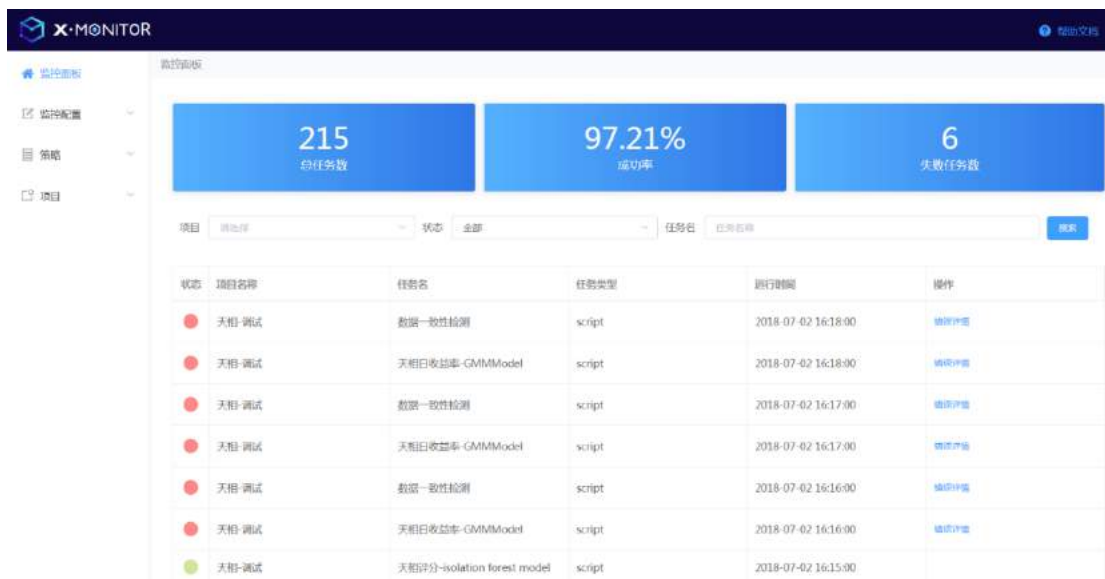 X·MONITOR
帮助文档
监控面板
监控配置
策略
项目
监控面板
215
总任务数
97.21%
成功率
6
失败任务数
项目 请选择 状态 全部 任务名 任务名称 搜索
状态 项目名称 任务名 任务类型 运行时间 操作
天相-调试 数据一致性检测 script 2018-07-02 16:18:00 错误详情
天相-调试 天相日收益率-GMMModel script 2018-07-02 16:18:00 错误详情
天相-调试 数据一致性检测 script 2018-07-02 16:17:00 错误详情
天相-调试 天相日收益率-GMMModel script 2018-07-02 16:17:00 错误详情
天相-调试 数据一致性检测 script 2018-07-02 16:16:00 错误详情
天相-调试 天相日收益率-GMMModel script 2018-07-02 16:16:00 错误详情
天相-调试 天相评分-isolation forest model script 2018-07-02 16:15:00